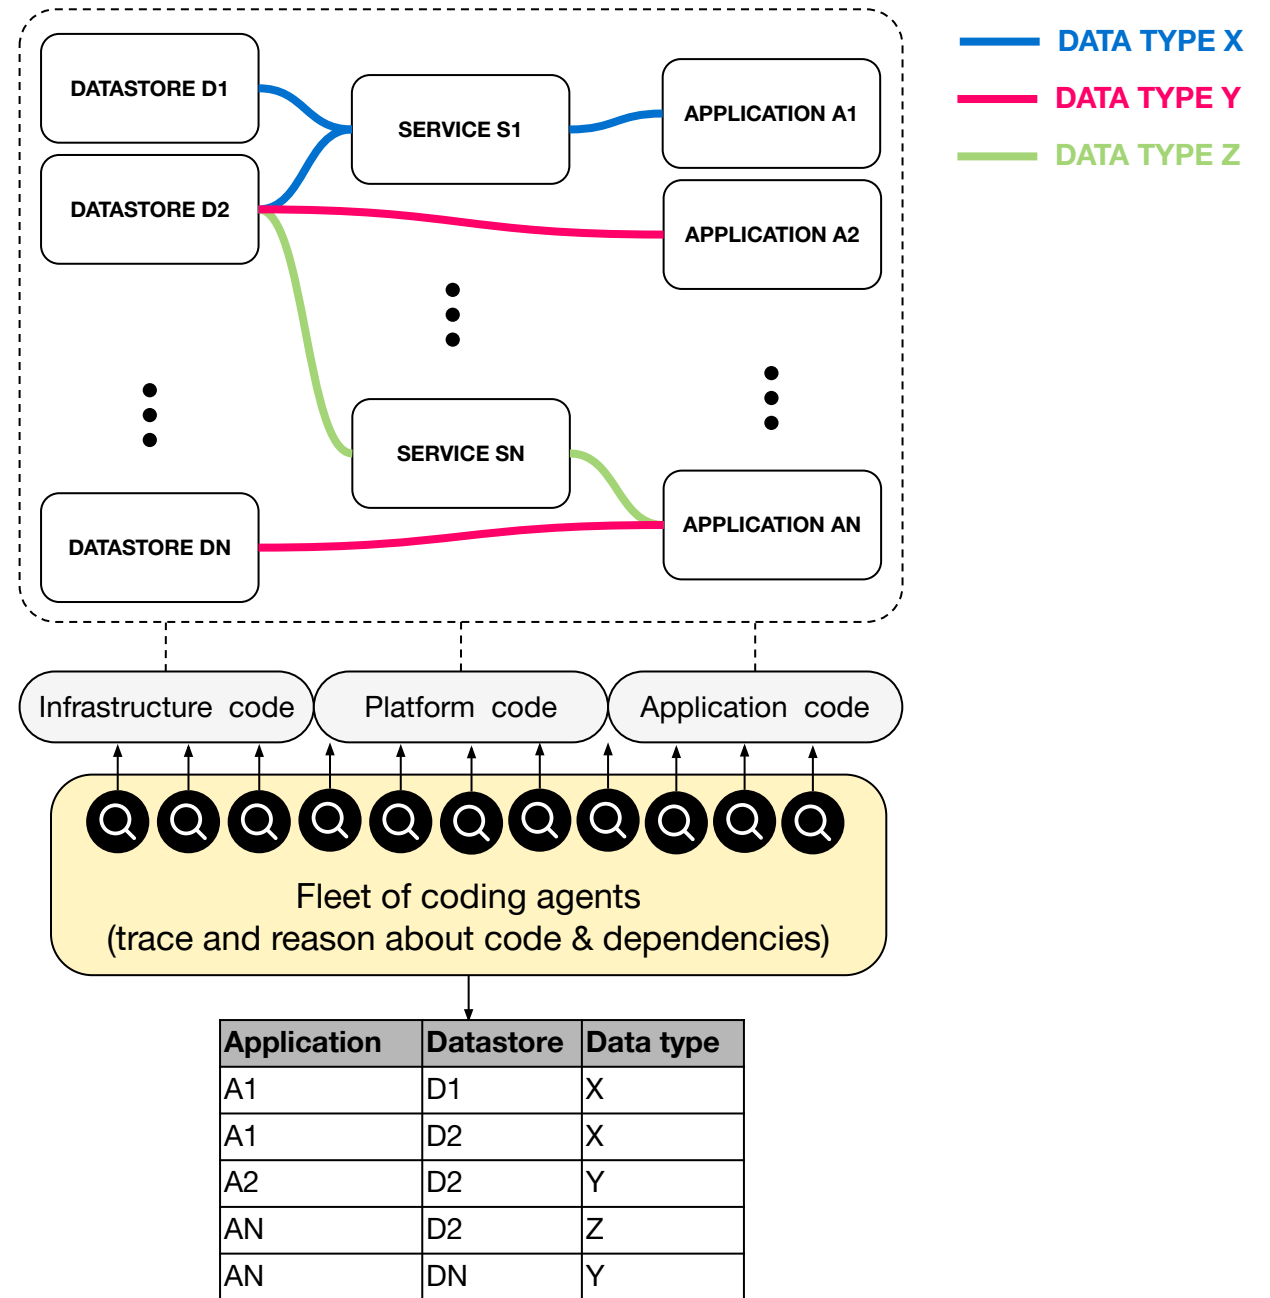 DATASTORE D1
SERVICE S1
APPLICATION A1
DATA TYPE X
DATA TYPE Y
DATA TYPE Z
DATASTORE D2
APPLICATION A2
SERVICE SN
DATASTORE DN
APPLICATION AN
Infrastructure code
Platform code
Application code
Fleet of coding agents
(trace and reason about code & dependencies)
Application Datastore Data type
A1 D1 X
A1 D2 X
A2 D2 Y
AN D2 Z
AN DN Y